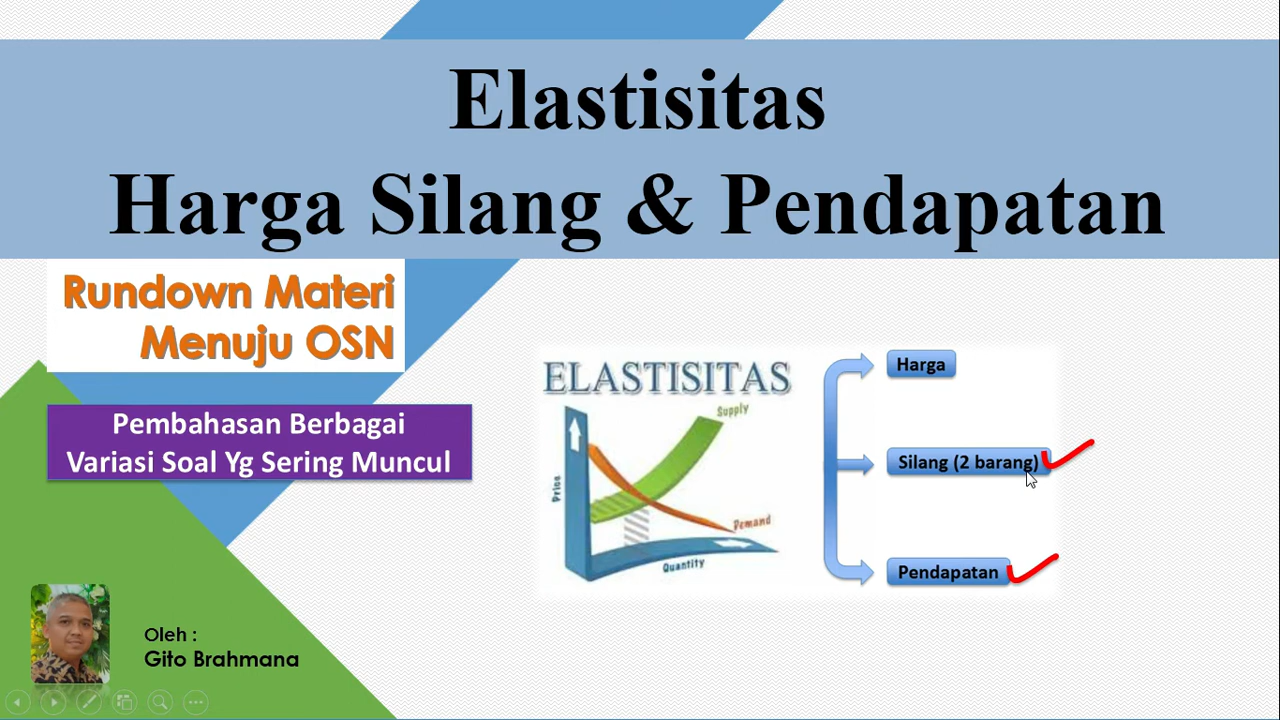 Elastisitas
Harga Silang & Pendapatan
Rundown Materi
Menuju OSN
Pembahasan Berbagai
Variasi Soal Yg Sering Muncul
ELASTISITAS
Supply
Price
Demand
Quantity
Harga
Silang (2 barang)
Pendapatan
Oleh :
Gito Brahmana